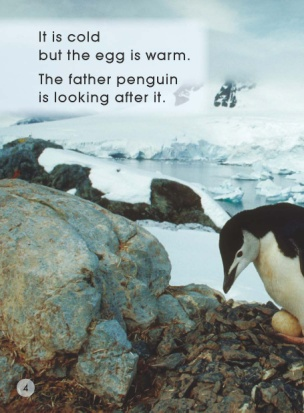 It is cold
but the egg is warm.
The father penguin
is looking after it.
4